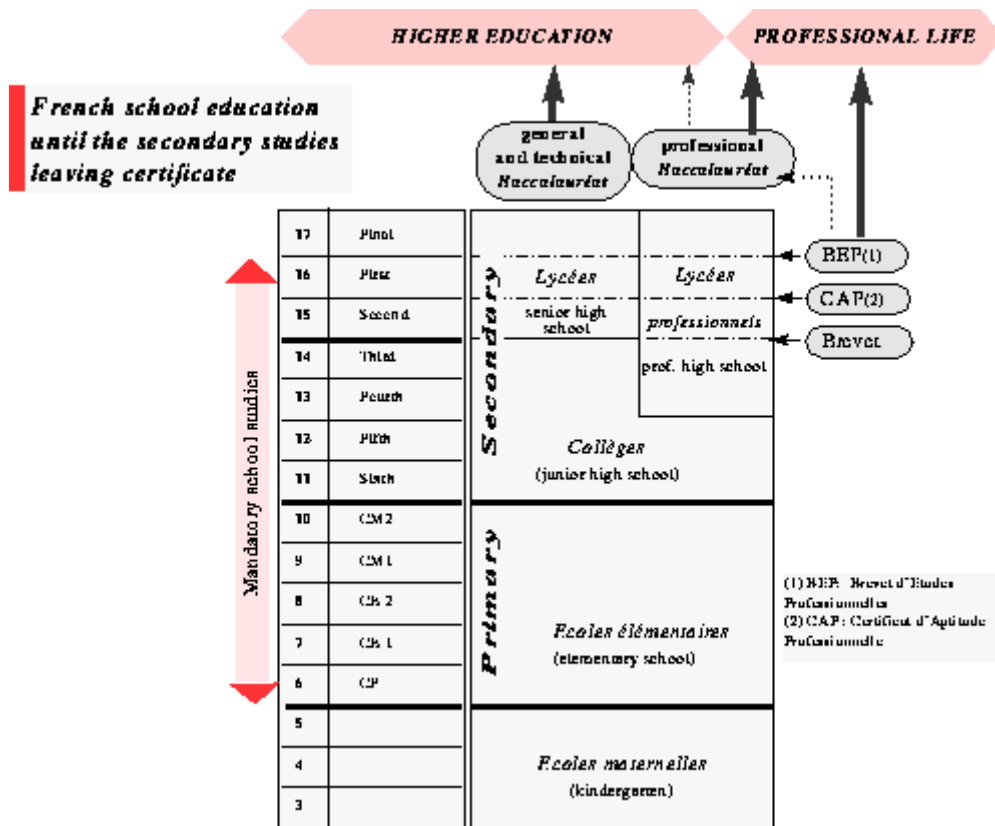 HIGHER EDUCATION
PROFESSIONAL LIFE
French school education
until the secondary studies
leaving certificate
general
and technical
Baccalauréat
professional
Baccalauréat
17 Final
16 First
15 Second
14 Third
13 Fourth
12 Fifth
11 Sixth
10 CM 2
9 CM 1
8 CE 2
7 CE 1
6 CP
5
4
3
Mandatory school studies
Secondary
Primary
Lycées
senior high
school
Lycées
professionnels
prof. high school
BEP(1)
CAP(2)
Brevet
Collèges
(junior high school)
Ecoles élémentaires
(elementary school)
Ecoles maternelles
(kindergarten)
(1) BEP: Brevet d'Etudes
Professionnelles
(2) CAP: Certificat d'Aptitude
Professionnelle